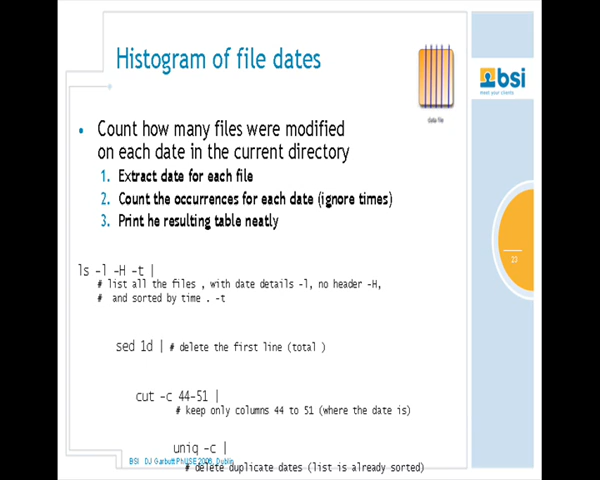 Histogram of file dates
bsi
meet your clients
data file
• Count how many files were modified
on each date in the current directory
1. Extract date for each file
2. Count the occurrences for each date (ignore times)
3. Print he resulting table neatly
23
ls -l -H -t |
# list all the files , with date details -l, no header -H,
# and sorted by time . -t
sed 1d | # delete the first line (total )
cut -c 44-51 |
# keep only columns 44 to 51 (where the date is)
uniq -c |
BSI DJ Garbutt PhUSE 2006, Dublin
# delete duplicate dates (list is already sorted)